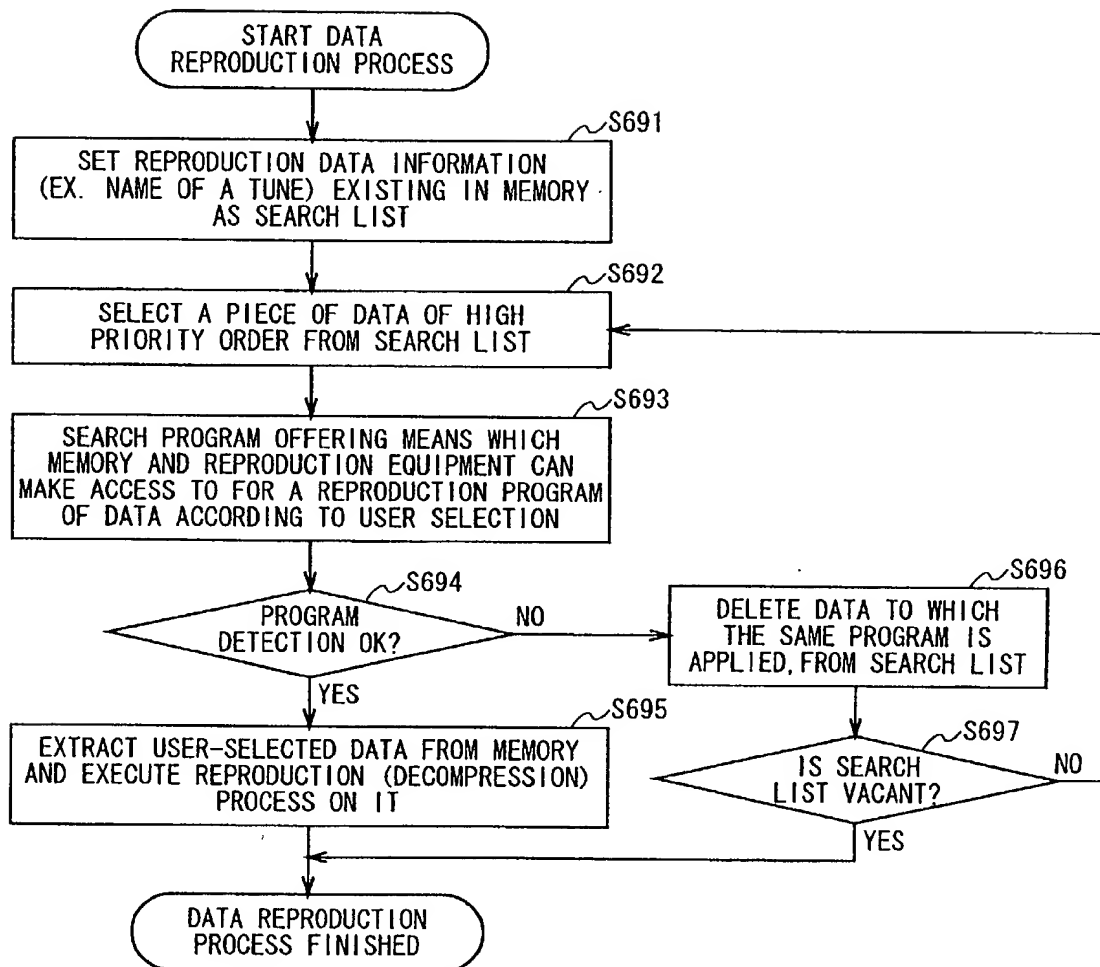 START DATA
REPRODUCTION PROCESS
S691
SET REPRODUCTION DATA INFORMATION
(EX. NAME OF A TUNE) EXISTING IN MEMORY
AS SEARCH LIST
S692
SELECT A PIECE OF DATA OF HIGH
PRIORITY ORDER FROM SEARCH LIST
S693
SEARCH PROGRAM OFFERING MEANS WHICH
MEMORY AND REPRODUCTION EQUIPMENT CAN
MAKE ACCESS TO FOR A REPRODUCTION PROGRAM
OF DATA ACCORDING TO USER SELECTION
S694
PROGRAM
DETECTION OK?
NO
YES
S696
DELETE DATA TO WHICH
THE SAME PROGRAM IS
APPLIED, FROM SEARCH LIST
S695
EXTRACT USER-SELECTED DATA FROM MEMORY
AND EXECUTE REPRODUCTION (DECOMPRESSION)
PROCESS ON IT
S697
IS SEARCH
LIST VACANT?
NO
YES
DATA REPRODUCTION
PROCESS FINISHED